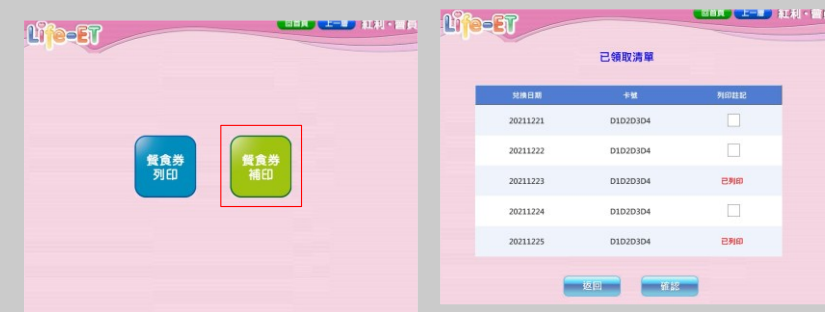 Life-ET
回首頁 上一層 紅利‧會員
餐食券
列印
餐食券
補印
Life-ET
回首頁 上一層 紅利‧會員
已領取清單
兌換日期 卡號 列印註記
20211221 D1D2D3D4
20211222 D1D2D3D4
20211223 D1D2D3D4 已列印
20211224 D1D2D3D4
20211225 D1D2D3D4 已列印
返回 確認